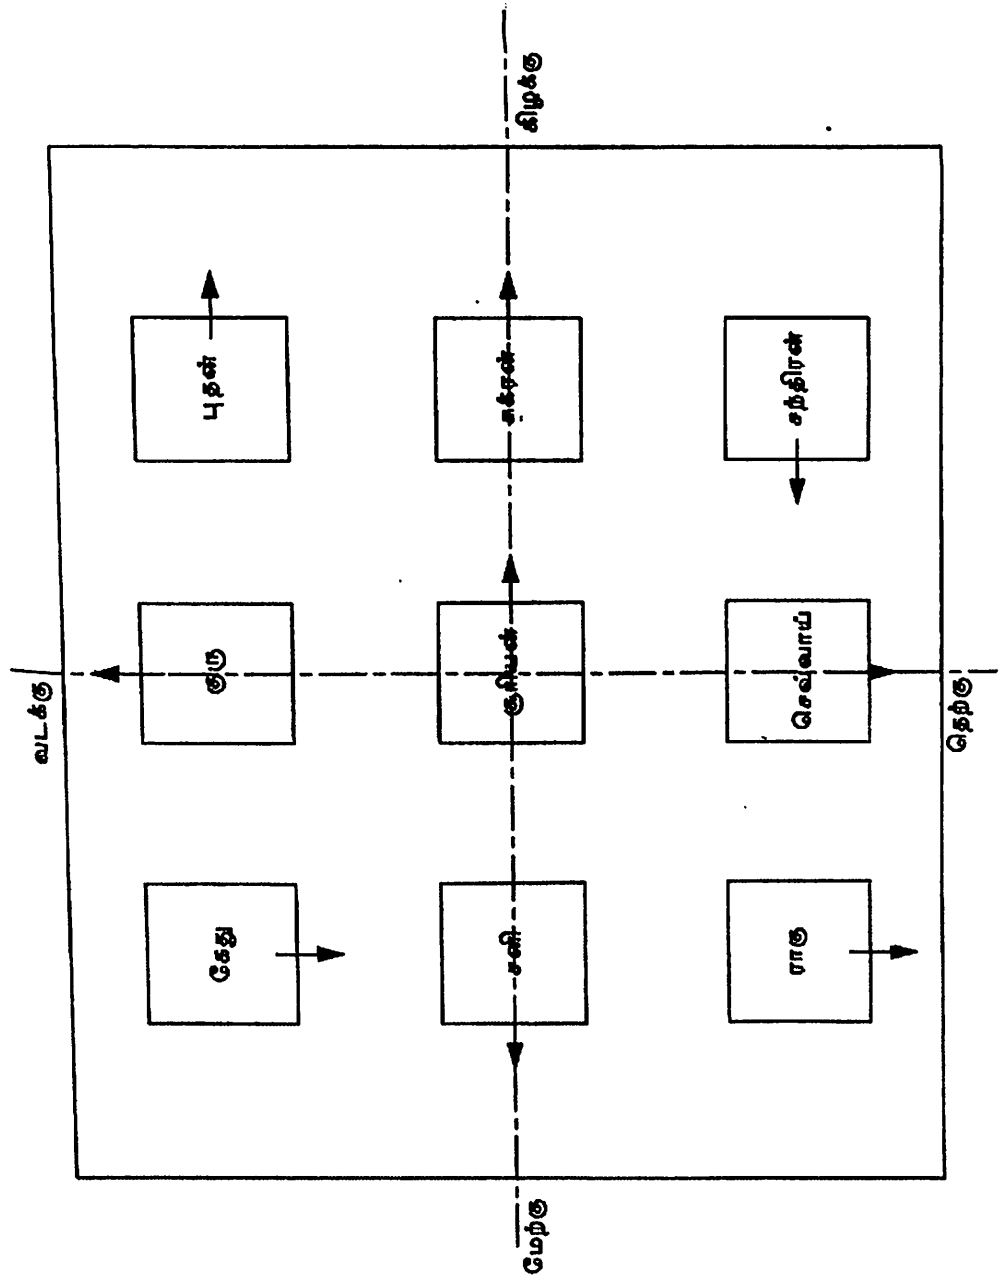 கிழக்கு
புதன்
சுக்ரன்
சந்திரன்
வடக்கு
குரு
சூரியன்
செவ்வாய்
தெற்கு
கேது
சனி
ராகு
மேற்கு